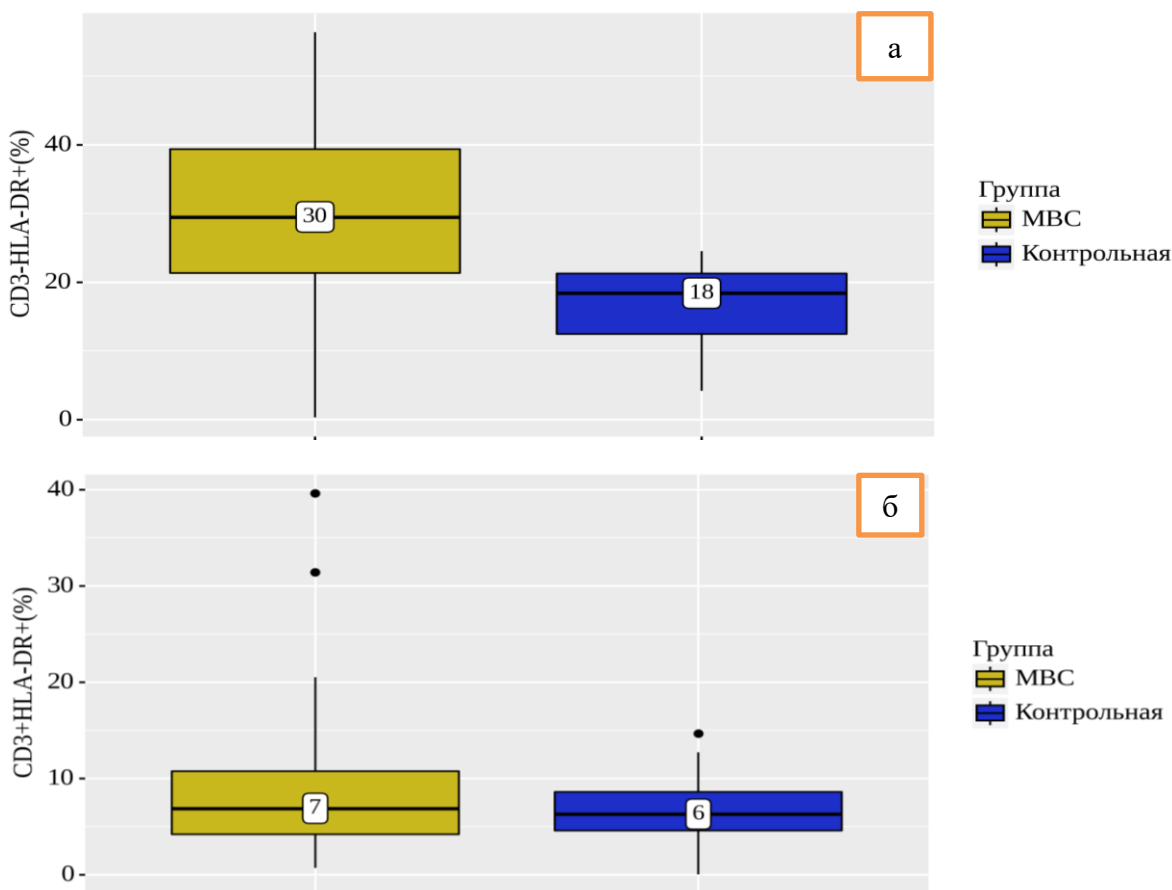 а
CD3-HLA-DR+(%)
40
20
0
30
18
Группа
МВС
Контрольная
б
CD3+HLA-DR+(%)
40
30
20
10
0
7
6
Группа
МВС
Контрольная